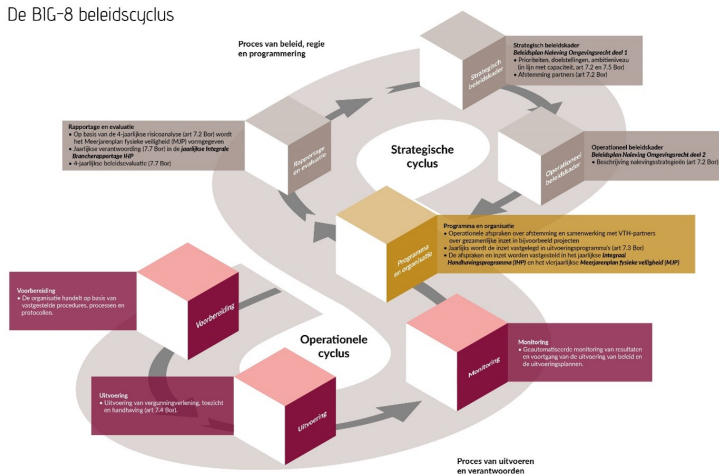 De BIG-8 beleidscyclus
Proces van beleid, regie
en programmering
Strategisch
beleidskader
Strategisch beleidskader
Beleidsplan Naleving Omgevingsrecht deel 1
• Prioriteiten, doelstellingen, ambitieniveau
(in lijn met capaciteit, art 7.2 en 7.5 Bor)
• Afstemming partners (art 7.2 Bor)
Rapportage en evaluatie
• Op basis van de 4-jaarlijkse risicoanalyse (art 7.2 Bor) wordt
het Meerjarenplan fysieke veiligheid (MJP) vormgegeven
• Jaarlijkse verantwoording (7.7 Bor) in de jaarlijkse Integrale
Brancherapportage IHP
• 4-jaarlijkse beleidsevaluatie (7.7 Bor)
Rapportage
en evaluatie
Strategische
cyclus
Operationeel
beleidskader
Operationeel beleidskader
Beleidsplan Naleving Omgevingsrecht deel 2
• Beschrijving nalevingsstrategieën (art 7.2 Bor)
Programma
en organisatie
Programma en organisatie
• Operationele afspraken over afstemming en samenwerking met VTH-partners
over gezamenlijke inzet in bijvoorbeeld projecten
• Jaarlijks wordt de inzet vastgelegd in uitvoeringsprogramma's (art 7.3 Bor)
• De afspraken en inzet worden vastgesteld in het jaarlijkse Integraal
Handhavingsprogramma (IHP) en het vierjaarlijkse Meerjarenplan fysieke veiligheid (MJP)
Voorbereiding
• De organisatie handelt op basis van
vastgestelde procedures, processen en
protocollen.
Voorbereiding
Operationele
cyclus
Monitoring
Monitoring
• Geautomatiseerde monitoring van resultaten
en voortgang van de uitvoering van beleid en
de uitvoeringsplannen.
Uitvoering
• Uitvoering van vergunningverlening, toezicht
en handhaving (art 7.4 Bor).
Uitvoering
Proces van uitvoeren
en verantwoorden